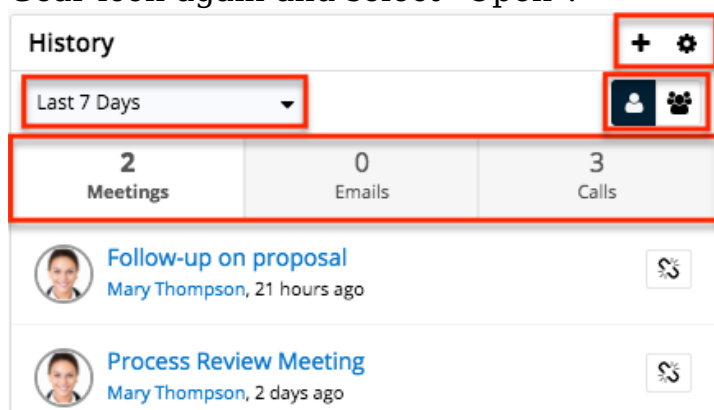 History
Last 7 Days
2 0 3
Meetings Emails Calls
Follow-up on proposal
Mary Thompson, 21 hours ago
Process Review Meeting
Mary Thompson, 2 days ago